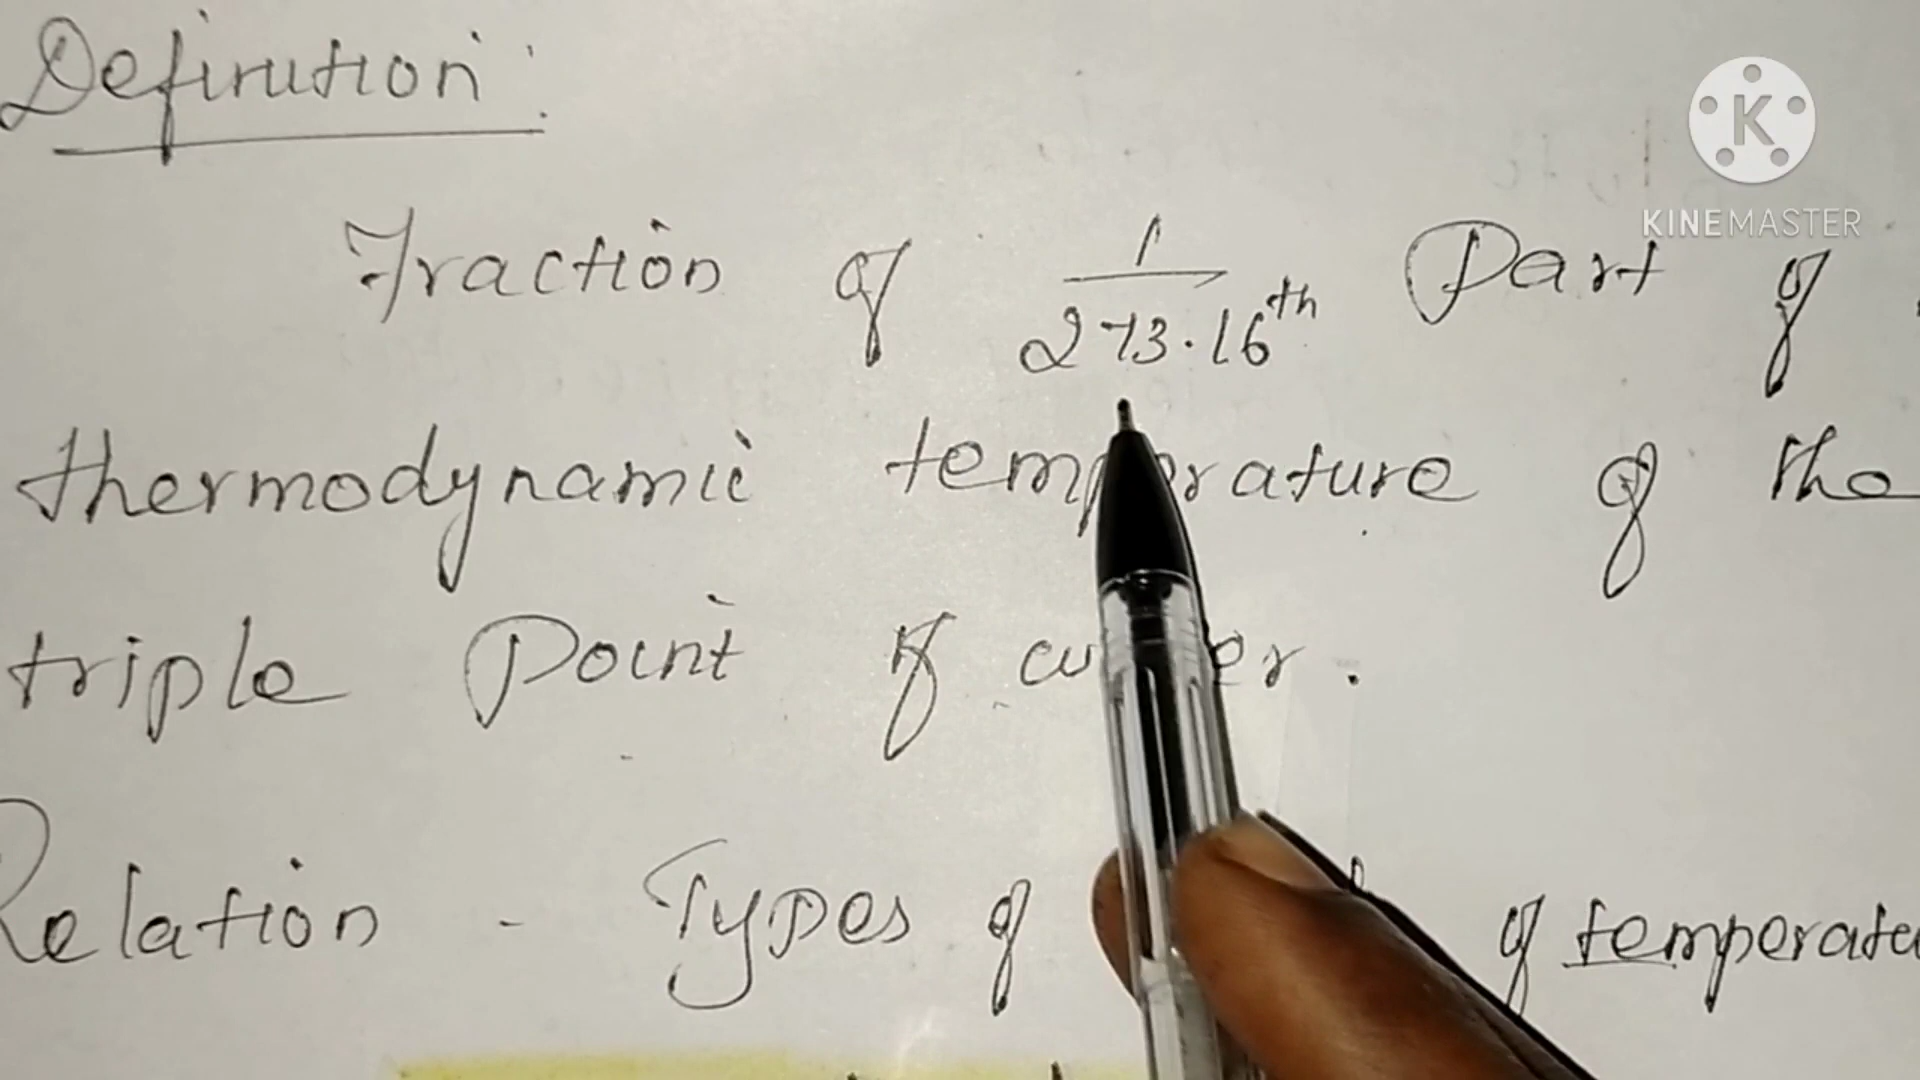 Definition:
K
KINEMASTER
Fraction of 1/273.16th Part of
thermodynamic temperature of the
triple Point of
Relation - Types of of temperatu